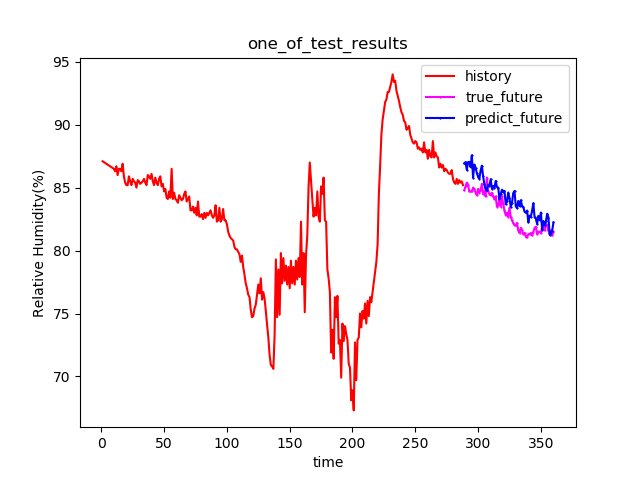 one_of_test_results
history
true_future
predict_future
Relative Humidity(%)
95
90
85
80
75
70
0
50
100
150
200
250
300
350
time